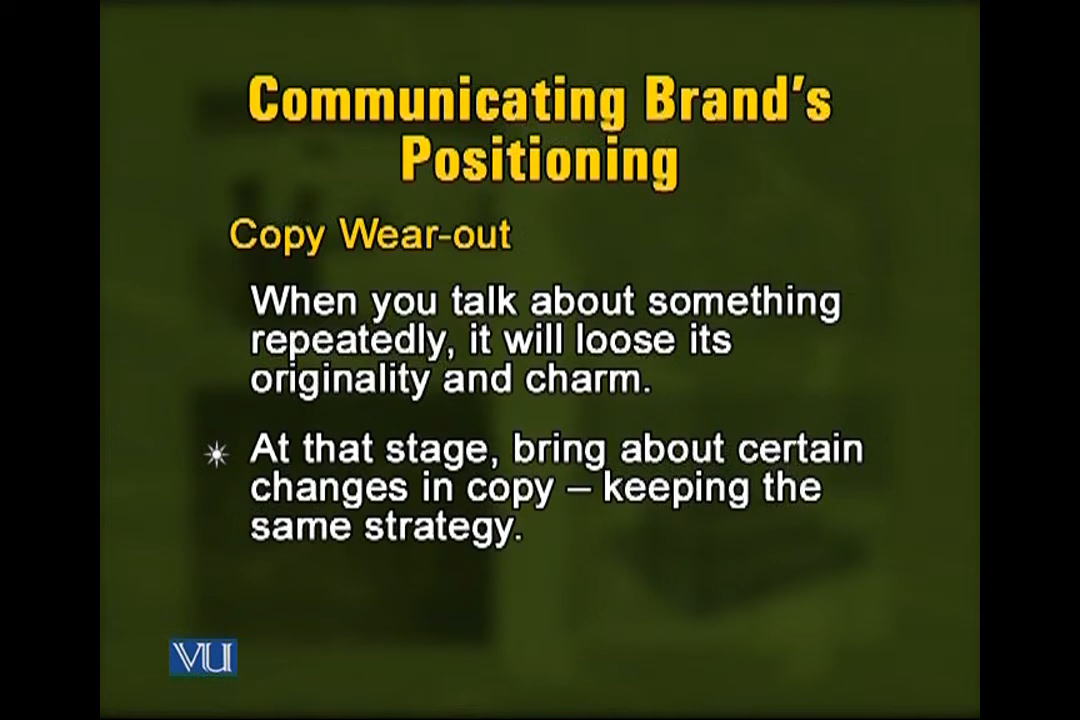 Communicating Brand's
Positioning
Copy Wear-out
When you talk about something
repeatedly, it will loose its
originality and charm.
At that stage, bring about certain
changes in copy – keeping the
same strategy.
VU